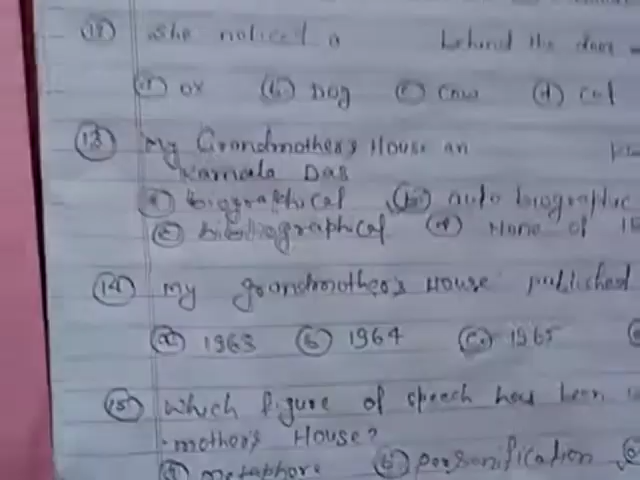 (12) she noticed a behind the door
(a) ox (b) Dog (c) Cow (d) cat
(13) My Grandmother's House an
Kamala Das
(a) biographical (b) auto biographic
(c) bibliographical (d) None of
(14) My grandmother's House published
(a) 1963 (b) 1964 (c) 1965
(15) which figure of speech has been
mother's House?
(a) metaphore (b) personification